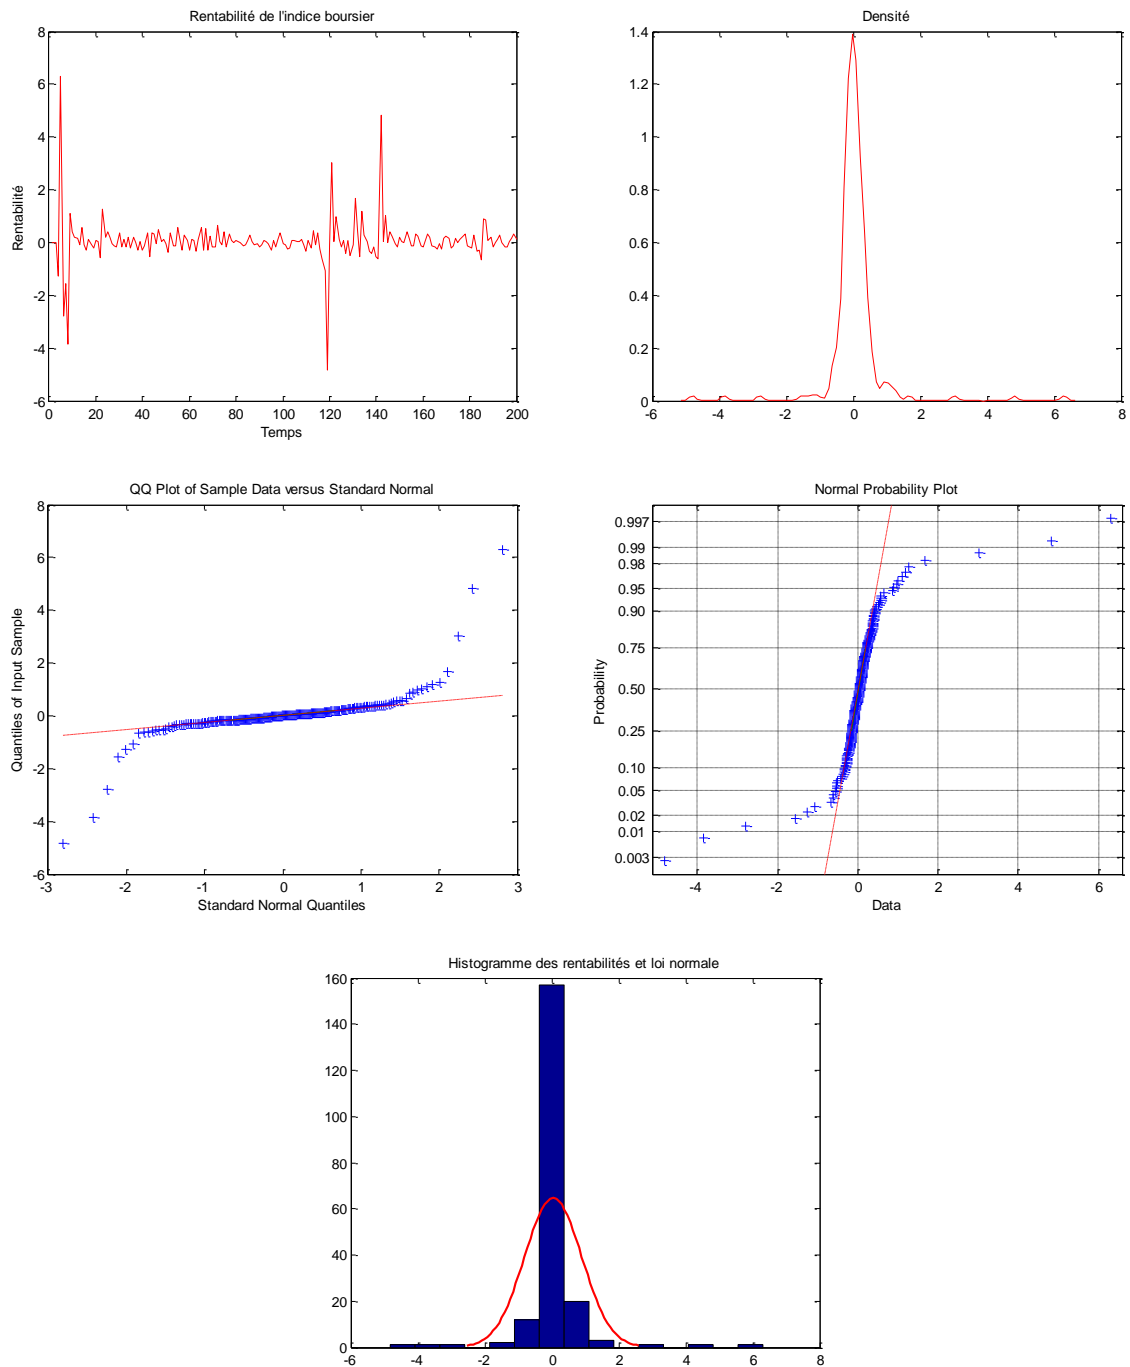 Rentabilité de l'indice boursier
8
6
4
2
0
-2
-4
-6
Rentabilité
0 20 40 60 80 100 120 140 160 180 200
Temps
Densité
1.4
1.2
1
0.8
0.6
0.4
0.2
0
-6 -4 -2 0 2 4 6 8
QQ Plot of Sample Data versus Standard Normal
8
6
4
2
0
-2
-4
-6
Quantiles of Input Sample
-3 -2 -1 0 1 2 3
Standard Normal Quantiles
Normal Probability Plot
0.997
0.99
0.98
0.95
0.90
0.75
0.50
0.25
0.10
0.05
0.02
0.01
0.003
Probability
-4 -2 0 2 4 6
Data
Histogramme des rentabilités et loi normale
160
140
120
100
80
60
40
20
0
-6 -4 -2 0 2 4 6 8